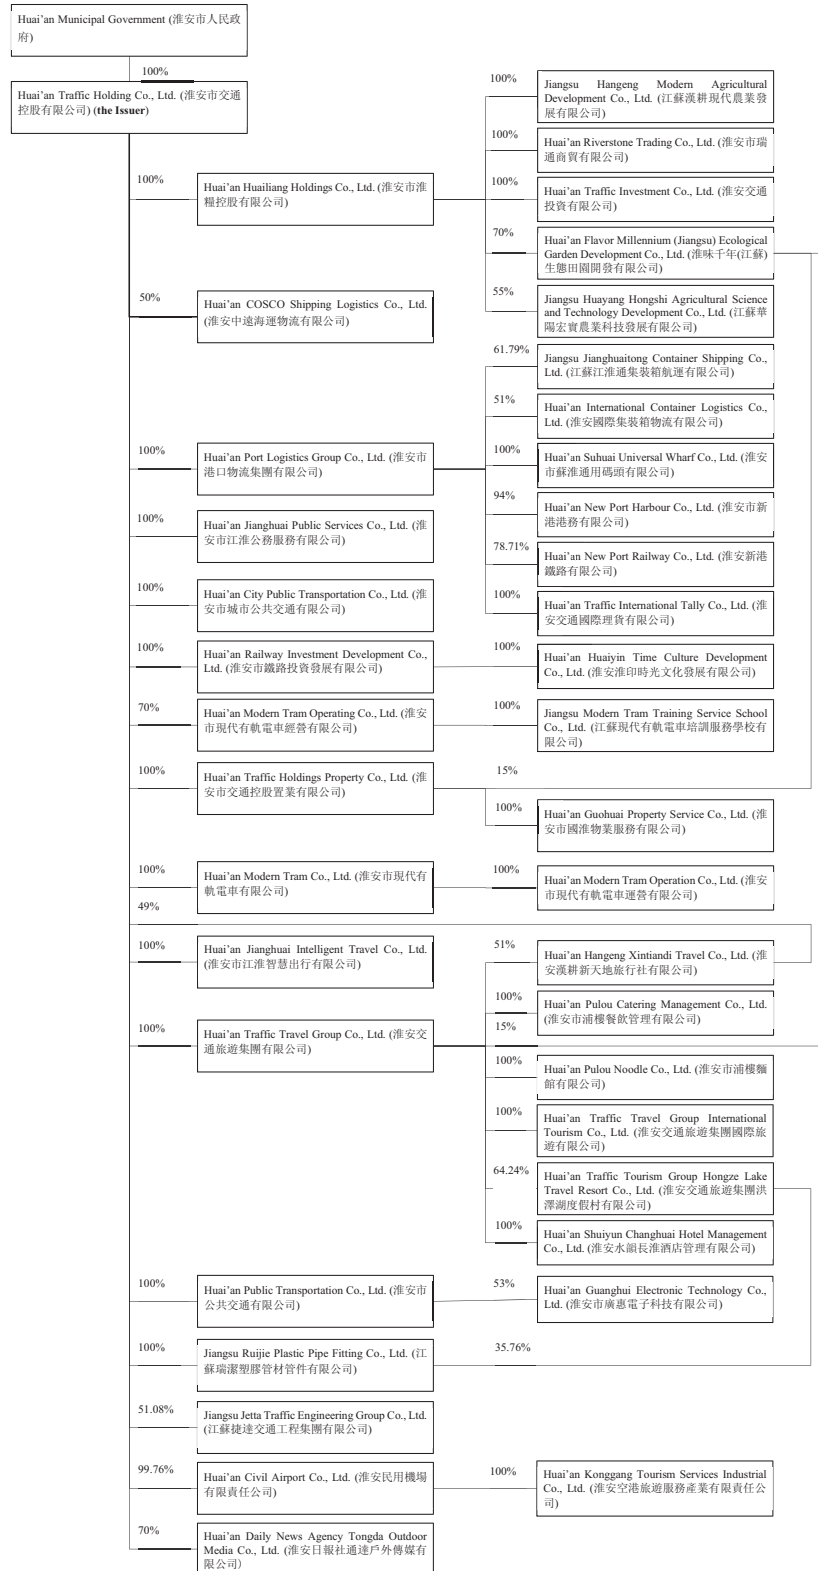 Huai'an Municipal Government (淮安市人民政
府)
100%
Huai'an Traffic Holding Co., Ltd. (淮安市交通
控股有限公司) (the Issuer)
100%
Huai'an Huailiang Holdings Co., Ltd. (淮安市淮
糧控股有限公司)
100%
Jiangsu Hangeng Modern Agricultural
Development Co., Ltd. (江蘇漢耕現代農業發
展有限公司)
100%
Huai'an Riverstone Trading Co., Ltd. (淮安市瑞
通商貿有限公司)
100%
Huai'an Traffic Investment Co., Ltd. (淮安交通
投資有限公司)
70%
Huai'an Flavor Millennium (Jiangsu) Ecological
Garden Development Co., Ltd. (淮味千年(江蘇)
生態田園開發有限公司)
55%
Jiangsu Huayang Hongshi Agricultural Science
and Technology Development Co., Ltd. (江蘇華
陽宏實農業科技發展有限公司)
50%
Huai'an COSCO Shipping Logistics Co., Ltd.
(淮安中遠海運物流有限公司)
100%
Huai'an Port Logistics Group Co., Ltd. (淮安市
港口物流集團有限公司)
61.79%
Jiangsu Jianghuaitong Container Shipping Co.,
Ltd. (江蘇江淮通集裝箱航運有限公司)
51%
Huai'an International Container Logistics Co.,
Ltd. (淮安國際集裝箱物流有限公司)
100%
Huai'an Suhuai Universal Wharf Co., Ltd. (淮安
市蘇淮通用碼頭有限公司)
94%
Huai'an New Port Harbour Co., Ltd. (淮安市新
港港務有限公司)
78.71%
Huai'an New Port Railway Co., Ltd. (淮安新港
鐵路有限公司)
100%
Huai'an Traffic International Tally Co., Ltd. (淮
安交通國際理貨有限公司)
100%
Huai'an Jianghuai Public Services Co., Ltd. (淮
安市江淮公務服務有限公司)
100%
Huai'an City Public Transportation Co., Ltd. (淮
安市城市公共交通有限公司)
100%
Huai'an Railway Investment Development Co.,
Ltd. (淮安市鐵路投資發展有限公司)
100%
Huai'an Huaiyin Time Culture Development
Co., Ltd. (淮安淮印時光文化發展有限公司)
70%
Huai'an Modern Tram Operating Co., Ltd. (淮安
市現代有軌電車經營有限公司)
100%
Jiangsu Modern Tram Training Service School
Co., Ltd. (江蘇現代有軌電車培訓服務學校有
限公司)
100%
Huai'an Traffic Holdings Property Co., Ltd. (淮
安市交通控股置業有限公司)
15%
100%
Huai'an Guohuai Property Service Co., Ltd. (淮
安市國淮物業服務有限公司)
100%
Huai'an Modern Tram Co., Ltd. (淮安市現代有
軌電車有限公司)
100%
Huai'an Modern Tram Operation Co., Ltd. (淮安
市現代有軌電車運營有限公司)
49%
100%
Huai'an Jianghuai Intelligent Travel Co., Ltd.
(淮安市江淮智慧出行有限公司)
100%
Huai'an Traffic Travel Group Co., Ltd. (淮安交
通旅遊集團有限公司)
51%
Huai'an Hangeng Xintiandi Travel Co., Ltd. (淮
安漢耕新天地旅行社有限公司)
100%
Huai'an Pulou Catering Management Co., Ltd.
(淮安市浦樓餐飲管理有限公司)
15%
100%
Huai'an Pulou Noodle Co., Ltd. (淮安市浦樓麵
館有限公司)
100%
Huai'an Traffic Travel Group International
Tourism Co., Ltd. (淮安交通旅遊集團國際旅
遊有限公司)
64.24%
Huai'an Traffic Tourism Group Hongze Lake
Travel Resort Co., Ltd. (淮安交通旅遊集團洪
澤湖度假村有限公司)
100%
Huai'an Shuiyun Changhuai Hotel Management
Co., Ltd. (淮安水韻長淮酒店管理有限公司)
100%
Huai'an Public Transportation Co., Ltd. (淮安市
公共交通有限公司)
53%
Huai'an Guanghui Electronic Technology Co.,
Ltd. (淮安市廣惠電子科技有限公司)
100%
Jiangsu Ruijie Plastic Pipe Fitting Co., Ltd. (江
蘇瑞潔塑膠管材管件有限公司)
35.76%
51.08%
Jiangsu Jetta Traffic Engineering Group Co., Ltd.
(江蘇捷達交通工程集團有限公司)
99.76%
Huai'an Civil Airport Co., Ltd. (淮安民用機場
有限責任公司)
100%
Huai'an Konggang Tourism Services Industrial
Co., Ltd. (淮安空港旅遊服務產業有限責任公
司)
70%
Huai'an Daily News Agency Tongda Outdoor
Media Co., Ltd. (淮安日報社通達戶外傳媒有
限公司)